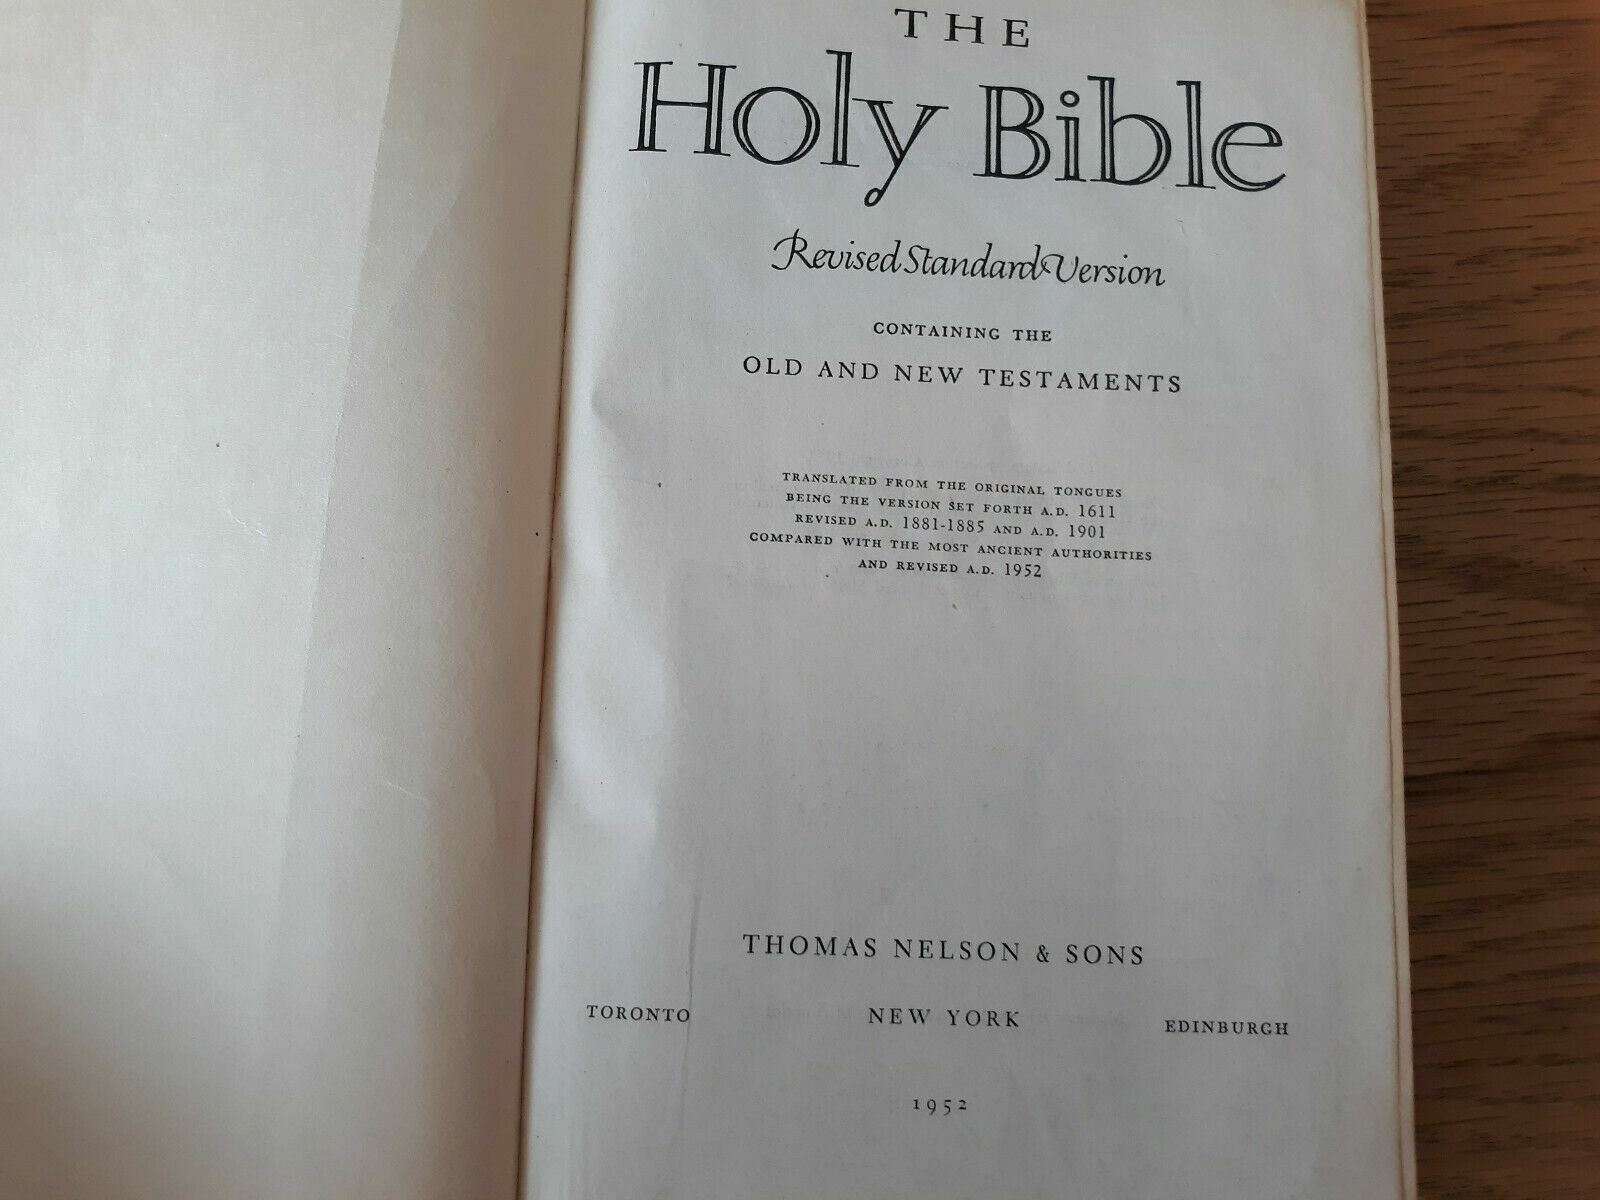 THE
Holy Bible
Revised Standard Version
CONTAINING THE
OLD AND NEW TESTAMENTS
TRANSLATED FROM THE ORIGINAL TONGUES
BEING THE VERSION SET FORTH A.D. 1611
REVISED A.D. 1881-1885 AND A.D. 1901
COMPARED WITH THE MOST ANCIENT AUTHORITIES
AND REVISED A.D. 1952
THOMAS NELSON & SONS
TORONTO NEW YORK EDINBURGH
1952